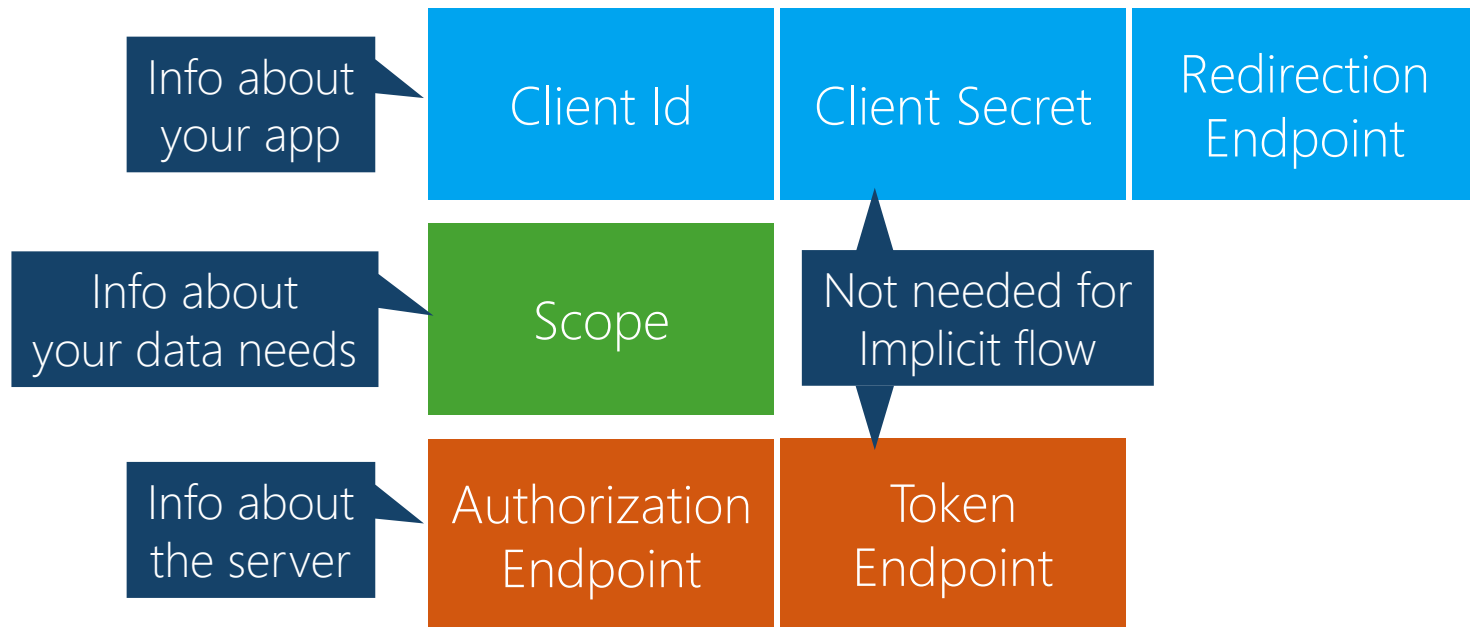 Info about
your app
Client Id
Client Secret
Redirection
Endpoint
Info about
your data needs
Scope
Not needed for
Implicit flow
Info about
the server
Authorization
Endpoint
Token
Endpoint